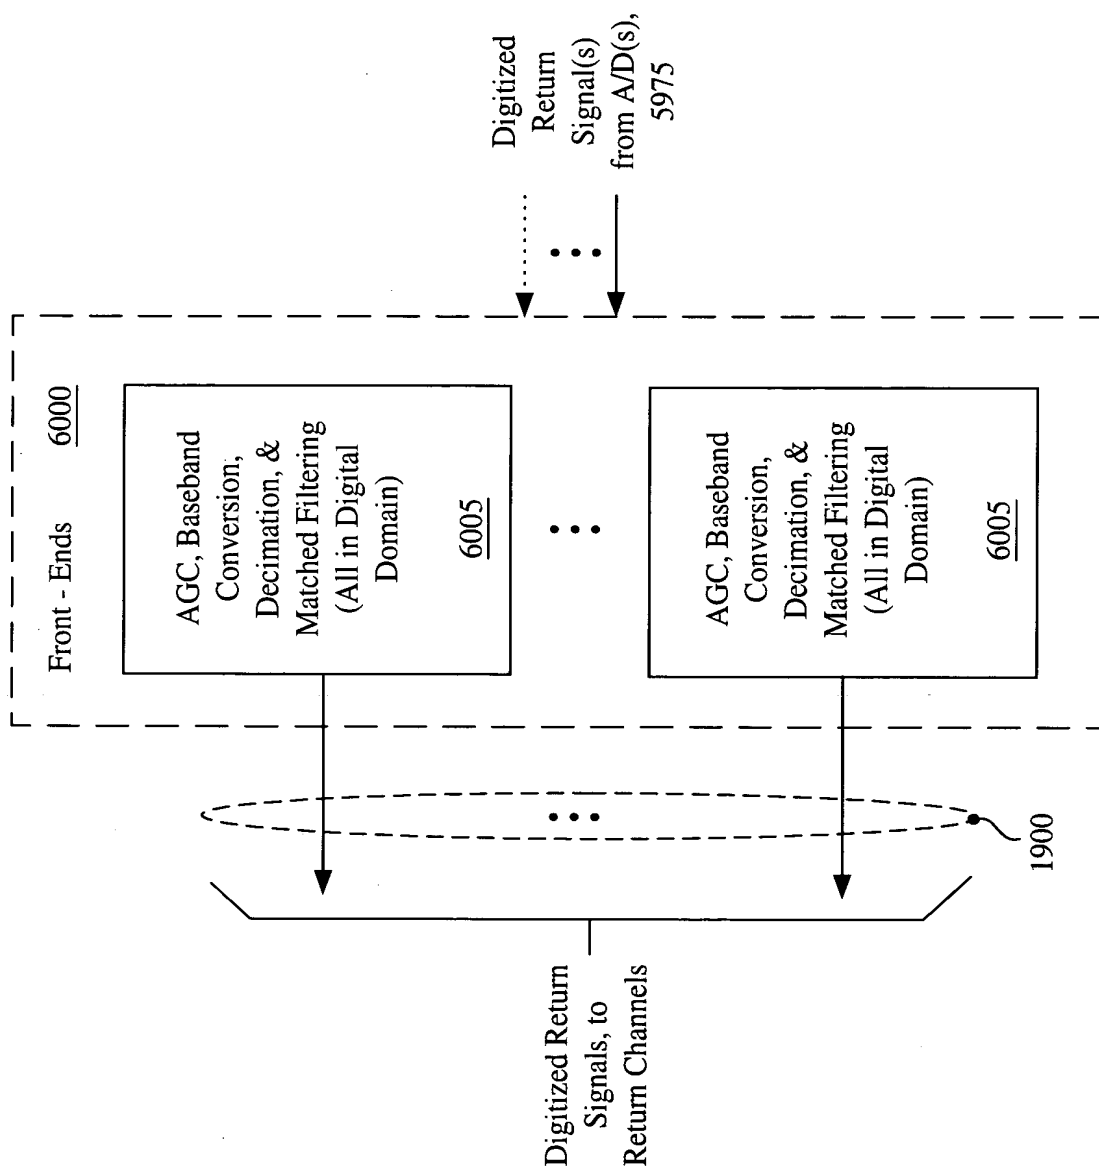 Front - Ends 6000
AGC, Baseband
Conversion,
Decimation, &
Matched Filtering
(All in Digital
Domain)
6005
• • •
AGC, Baseband
Conversion,
Decimation, &
Matched Filtering
(All in Digital
Domain)
6005
Digitized
Return
Signal(s)
from A/D(s),
5975
• • •
• • •
1900
Digitized Return
Signals, to
Return Channels